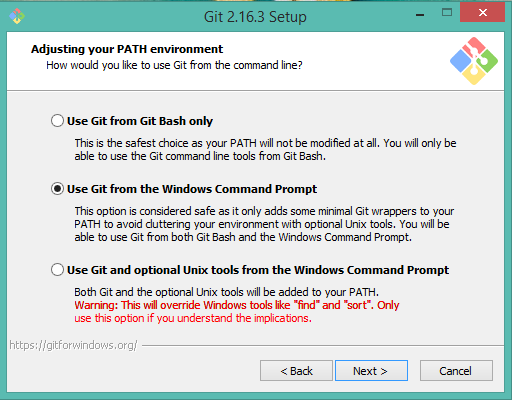 Git 2.16.3 Setup
Adjusting your PATH environment
How would you like to use Git from the command line?
Use Git from Git Bash only
This is the safest choice as your PATH will not be modified at all. You will only be
able to use the Git command line tools from Git Bash.
Use Git from the Windows Command Prompt
This option is considered safe as it only adds some minimal Git wrappers to your
PATH to avoid cluttering your environment with optional Unix tools. You will be
able to use Git from both Git Bash and the Windows Command Prompt.
Use Git and optional Unix tools from the Windows Command Prompt
Both Git and the optional Unix tools will be added to your PATH.
Warning: This will override Windows tools like "find" and "sort". Only
use this option if you understand the implications.
https://gitforwindows.org/
< Back Next > Cancel